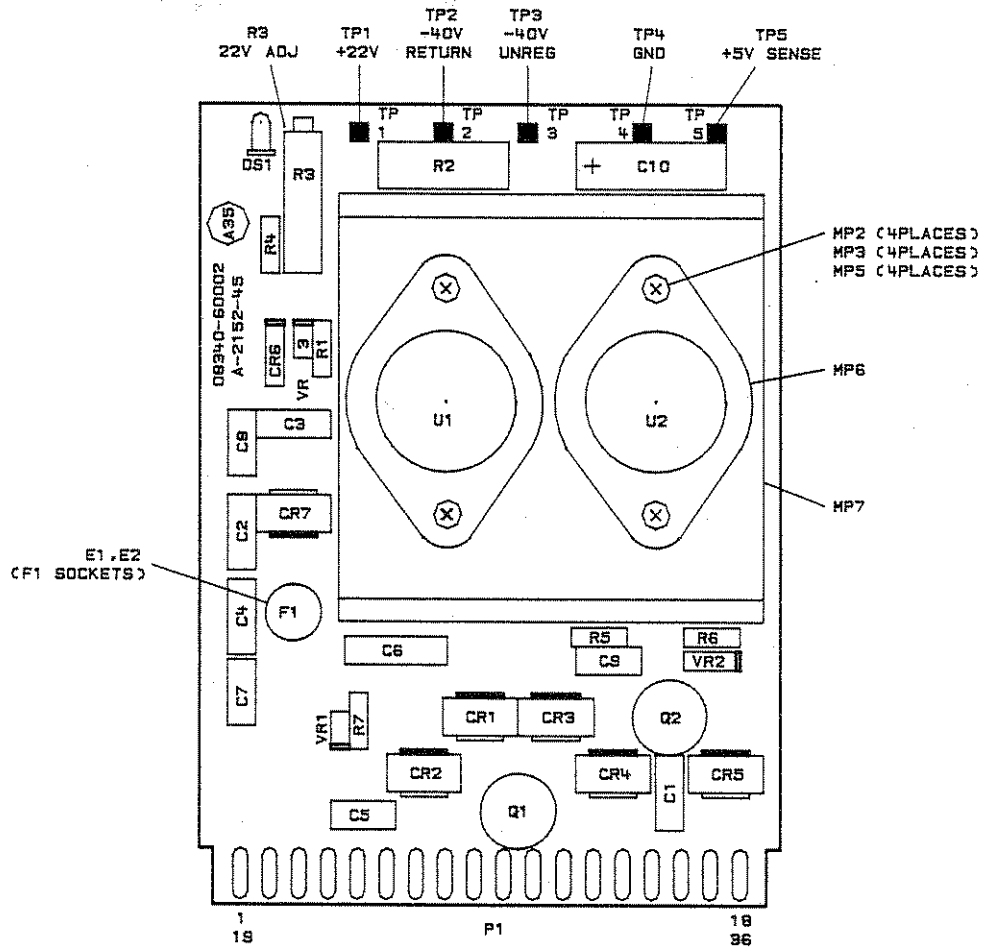 R3
22V ADJ
TP1
+22V
TP2
-40V
RETURN
TP3
-40V
UNREG
TP4
GND
TP5
+5V SENSE
TP
1
TP
2
TP
3
TP
4
TP
5
DS1
R3
R2
+ C10
A35
R4
08340-60002
A-2152-45
MP2 (4PLACES)
MP3 (4PLACES)
MP5 (4PLACES)
CR6
3
VR
R1
MP6
U1
U2
C8
C3
MP7
C2
CR7
E1,E2
(F1 SOCKETS)
C4
F1
C6
R5
R6
C9
VR2
C7
VR1
R7
CR1
CR3
Q2
CR2
CR4
C1
CR5
C5
Q1
1
19
P1
18
36